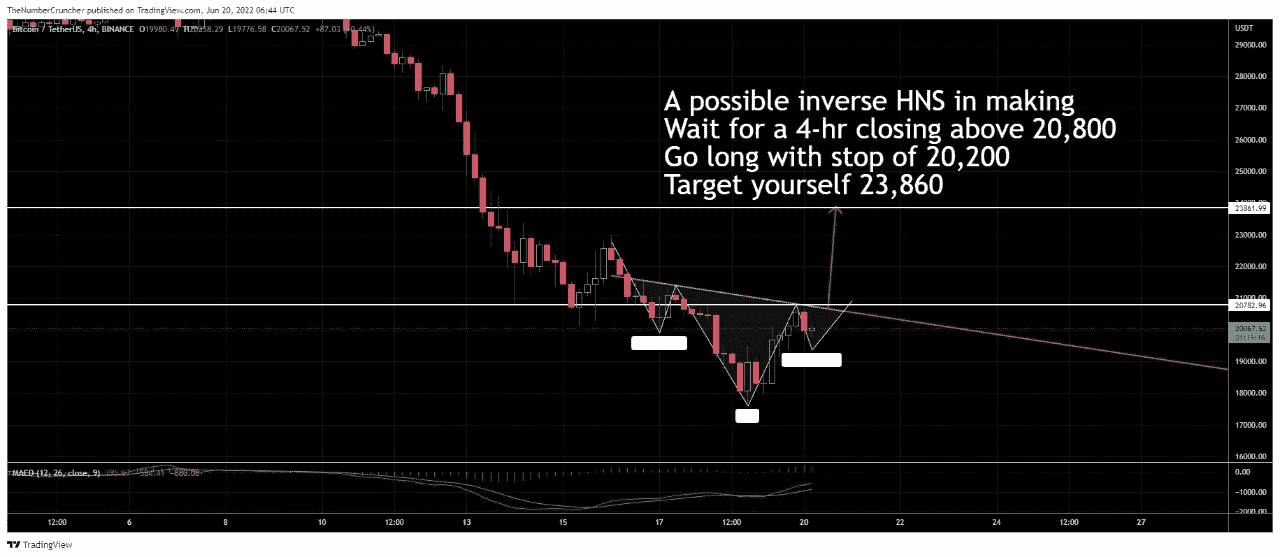 TheNumberCruncher published on TradingView.com, Jun 20, 2022 06:44 UTC
Bitcoin / TetherUS, 4h, BINANCE O19980.49 H20358.29 L19776.58 C20067.52 +87.03 (+0.44%)
USDT
29000.00
28000.00
A possible inverse HNS in making
27000.00
Wait for a 4-hr closing above 20,800
26000.00
Go long with stop of 20,200
25000.00
Target yourself 23,860
23861.99
23000.00
22000.00
21000.00
20782.96
20067.52
01:15:16
19000.00
18000.00
17000.00
16000.00
MACD (12, 26, close, 9)
0.00
-1000.00
-2000.00
12:00 6 8 10 12:00 13 15 17 12:00 20 22 24 12:00 27
TradingView